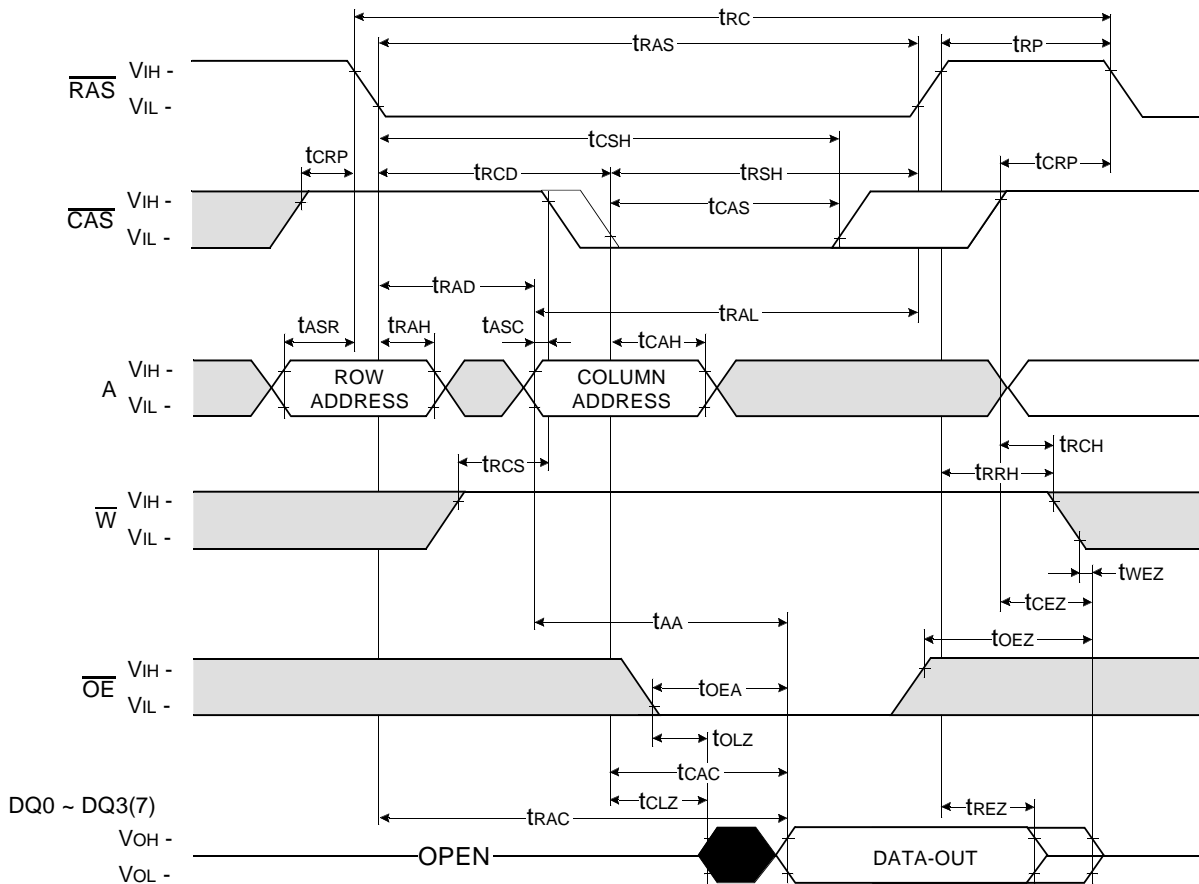 tRC
tRAS
tRP
RAS
VIH -
VIL -
tCSH
tCRP
tRCD
tRSH
tCRP
CAS
VIH -
VIL -
tCAS
tRAD
tRAL
tASR
tRAH
tASC
tCAH
A
VIH -
VIL -
ROW
ADDRESS
COLUMN
ADDRESS
tRCS
tRCH
tRRH
W
VIH -
VIL -
tWEZ
tCEZ
tAA
tOEZ
OE
VIH -
VIL -
tOEA
tOLZ
tCAC
tCLZ
tREZ
tRAC
DQ0 ~ DQ3(7)
VOH -
VOL -
OPEN
DATA-OUT